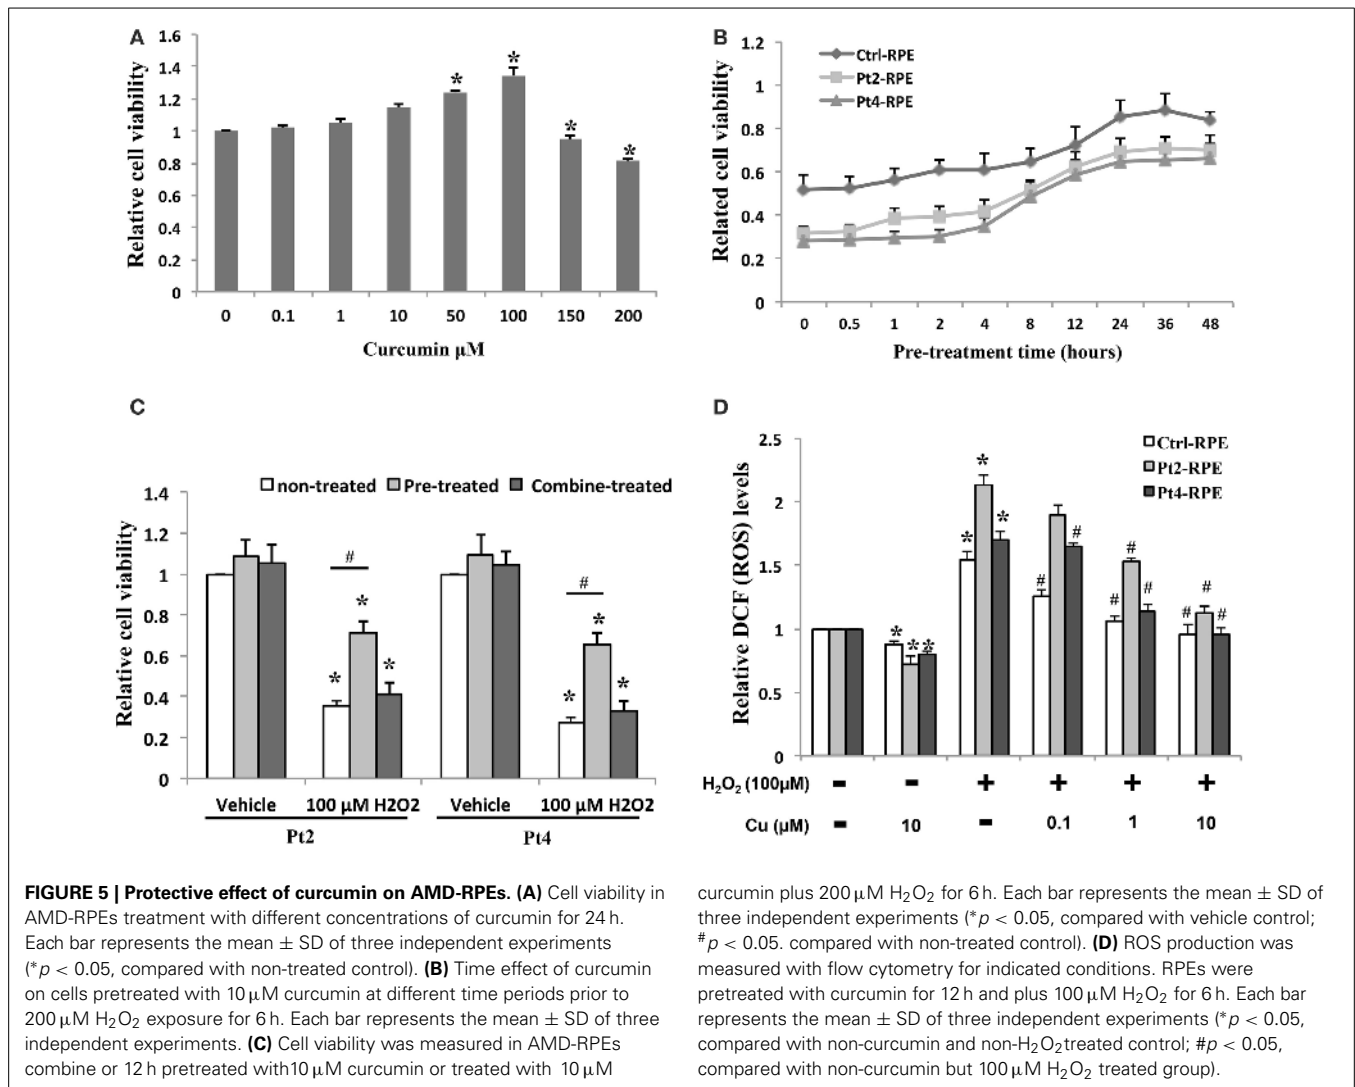 A
1.6
1.4
1.2
1
0.8
0.6
0.4
0.2
0
Relative cell viability
*
*
*
*
0 0.1 1 10 50 100 150 200
Curcumin μM
B
1.2
1
0.8
0.6
0.4
0.2
0
Related cell viability
Ctrl-RPE
Pt2-RPE
Pt4-RPE
0 0.5 1 2 4 8 12 24 36 48
Pre-treatment time (hours)
C
non-treated Pre-treated Combine-treated
1.4
1.2
1
0.8
0.6
0.4
0.2
0
Relative cell viability
#
*
*
*
#
*
*
*
Vehicle 100 μM H2O2 Vehicle 100 μM H2O2
Pt2 Pt4
D
2.5
2
1.5
1
0.5
0
Relative DCF (ROS) levels
Ctrl-RPE
Pt2-RPE
Pt4-RPE
* * *
* * *
# #
# # #
# # #
H₂O₂ (100μM) - - + + + +
Cu (μM) - 10 - 0.1 1 10
FIGURE 5 | Protective effect of curcumin on AMD-RPEs. (A) Cell viability in
AMD-RPEs treatment with different concentrations of curcumin for 24 h.
Each bar represents the mean ± SD of three independent experiments
(*p < 0.05, compared with non-treated control). (B) Time effect of curcumin
on cells pretreated with 10 μM curcumin at different time periods prior to
200 μM H₂O₂ exposure for 6 h. Each bar represents the mean ± SD of three
independent experiments. (C) Cell viability was measured in AMD-RPEs
combine or 12 h pretreated with10 μM curcumin or treated with 10 μM
curcumin plus 200 μM H₂O₂ for 6 h. Each bar represents the mean ± SD of
three independent experiments (*p < 0.05, compared with vehicle control;
#p < 0.05. compared with non-treated control). (D) ROS production was
measured with flow cytometry for indicated conditions. RPEs were
pretreated with curcumin for 12 h and plus 100 μM H₂O₂ for 6 h. Each bar
represents the mean ± SD of three independent experiments (*p < 0.05,
compared with non-curcumin and non-H₂O₂treated control; #p < 0.05,
compared with non-curcumin but 100 μM H₂O₂ treated group).